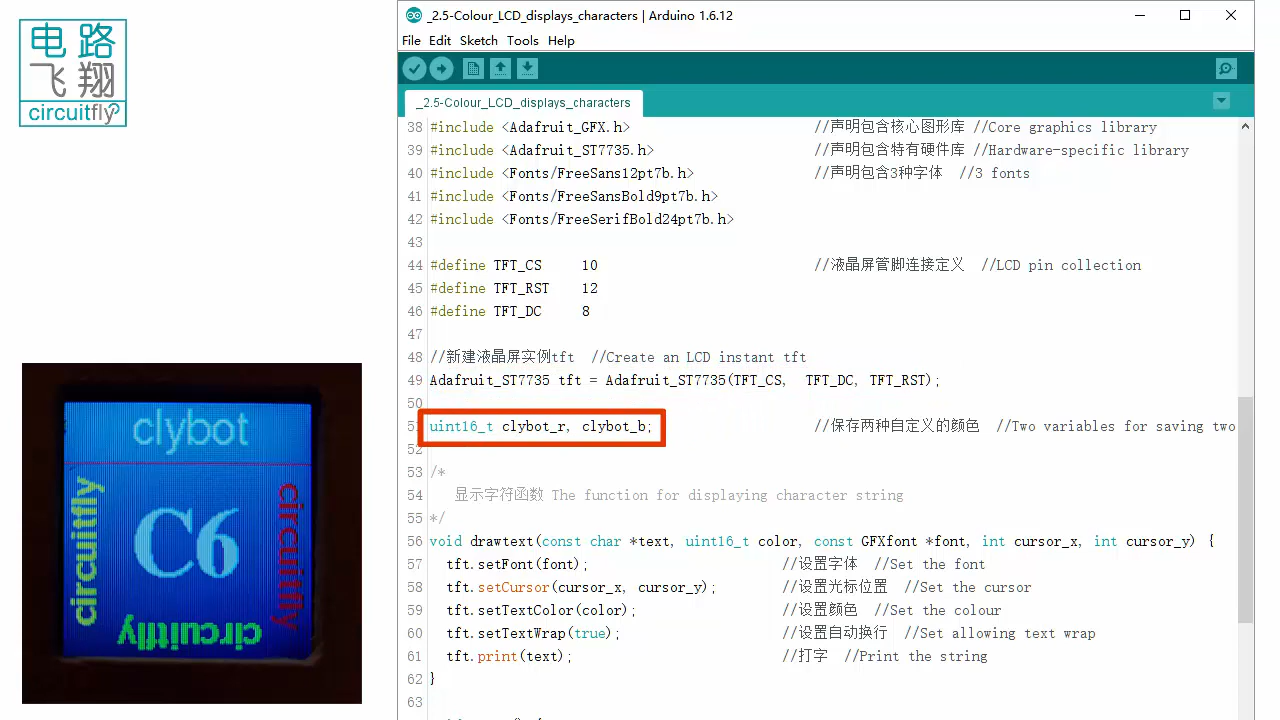 电路
飞翔
circuitfly
clybot
circuitfly
C6
circuitfly
circuitfly
_2.5-Colour_LCD_displays_characters | Arduino 1.6.12
File Edit Sketch Tools Help
_2.5-Colour_LCD_displays_characters
38 #include <Adafruit_GFX.h> //声明包含核心图形库 //Core graphics library
39 #include <Adafruit_ST7735.h> //声明包含特有硬件库 //Hardware-specific library
40 #include <Fonts/FreeSans12pt7b.h> //声明包含3种字体 //3 fonts
41 #include <Fonts/FreeSansBold9pt7b.h>
42 #include <Fonts/FreeSerifBold24pt7b.h>
43
44 #define TFT_CS 10 //液晶屏管脚连接定义 //LCD pin collection
45 #define TFT_RST 12
46 #define TFT_DC 8
47
48 //新建液晶屏实例tft //Create an LCD instant tft
49 Adafruit_ST7735 tft = Adafruit_ST7735(TFT_CS, TFT_DC, TFT_RST);
50
51 uint16_t clybot_r, clybot_b; //保存两种自定义的颜色 //Two variables for saving two
52
53 /*
54 显示字符函数 The function for displaying character string
55 */
56 void drawtext(const char *text, uint16_t color, const GFXfont *font, int cursor_x, int cursor_y) {
57 tft.setFont(font); //设置字体 //Set the font
58 tft.setCursor(cursor_x, cursor_y); //设置光标位置 //Set the cursor
59 tft.setTextColor(color); //设置颜色 //Set the colour
60 tft.setTextWrap(true); //设置自动换行 //Set allowing text wrap
61 tft.print(text); //打字 //Print the string
62 }
63